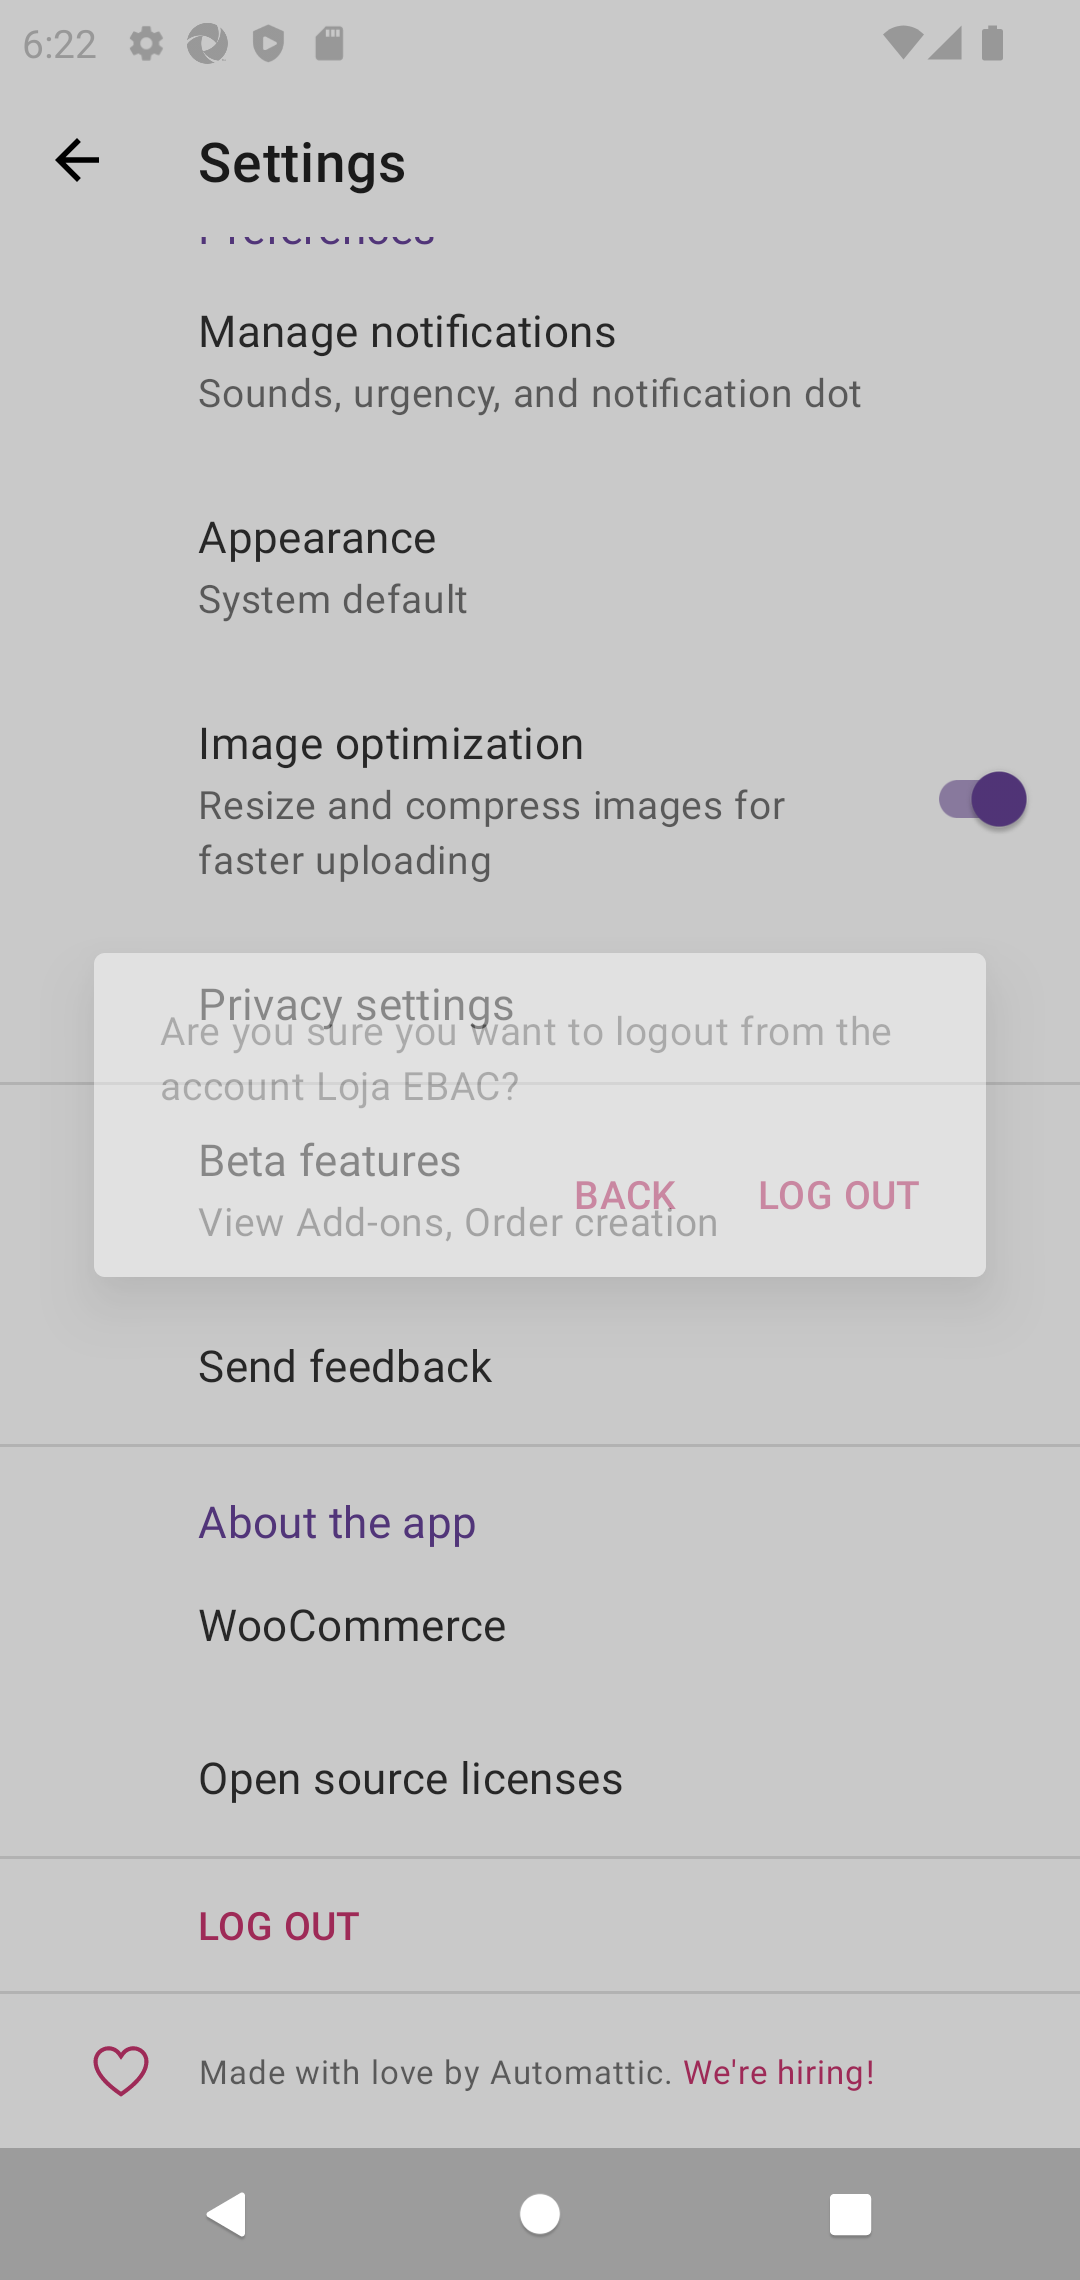 6:22
Settings
Preferences
Manage notifications
Sounds, urgency, and notification dot
Appearance
System default
Image optimization
Resize and compress images for
faster uploading
Privacy settings
Are you sure you want to logout from the
account Loja EBAC?
Beta features
BACK LOG OUT
View Add-ons, Order creation
Send feedback
About the app
WooCommerce
Open source licenses
LOG OUT
Made with love by Automattic. We're hiring!